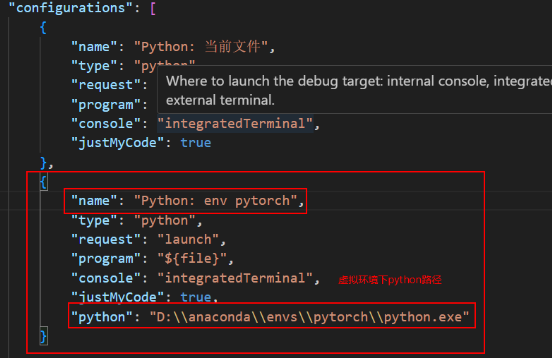 "configurations": [
{
"name": "Python: 当前文件",
"type": "python"
Where to launch the debug target: internal console, integrated
external terminal.
"request":
"program":
"console": "integratedTerminal",
"justMyCode": true
},
{
"name": "Python: env pytorch",
"type": "python",
"request": "launch",
"program": "${file}",
"console": "integratedTerminal", 虚拟环境下python路径
"justMyCode": true,
"python": "D:\\anaconda\\envs\\pytorch\\python.exe"
}